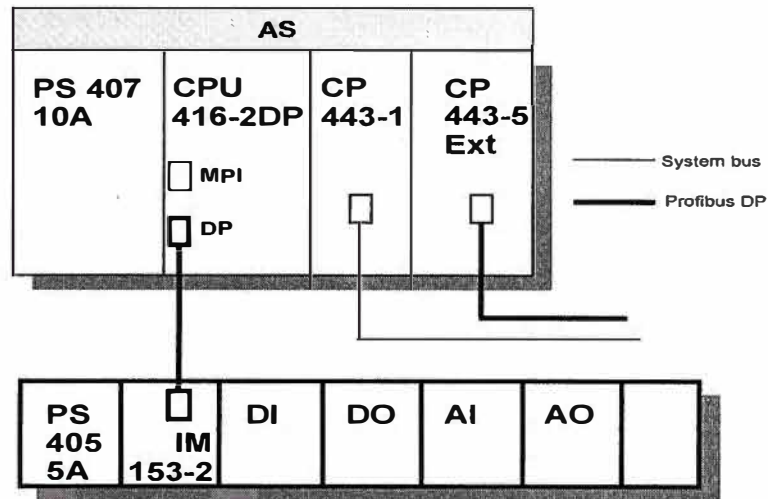 AS
PS 407
10A
CPU
416-2DP
CP
443-1
CP
443-5
Ext
MPI
DP
System bus
Profibus DP
PS
405
5A
IM
153-2
DI
DO
AI
AO